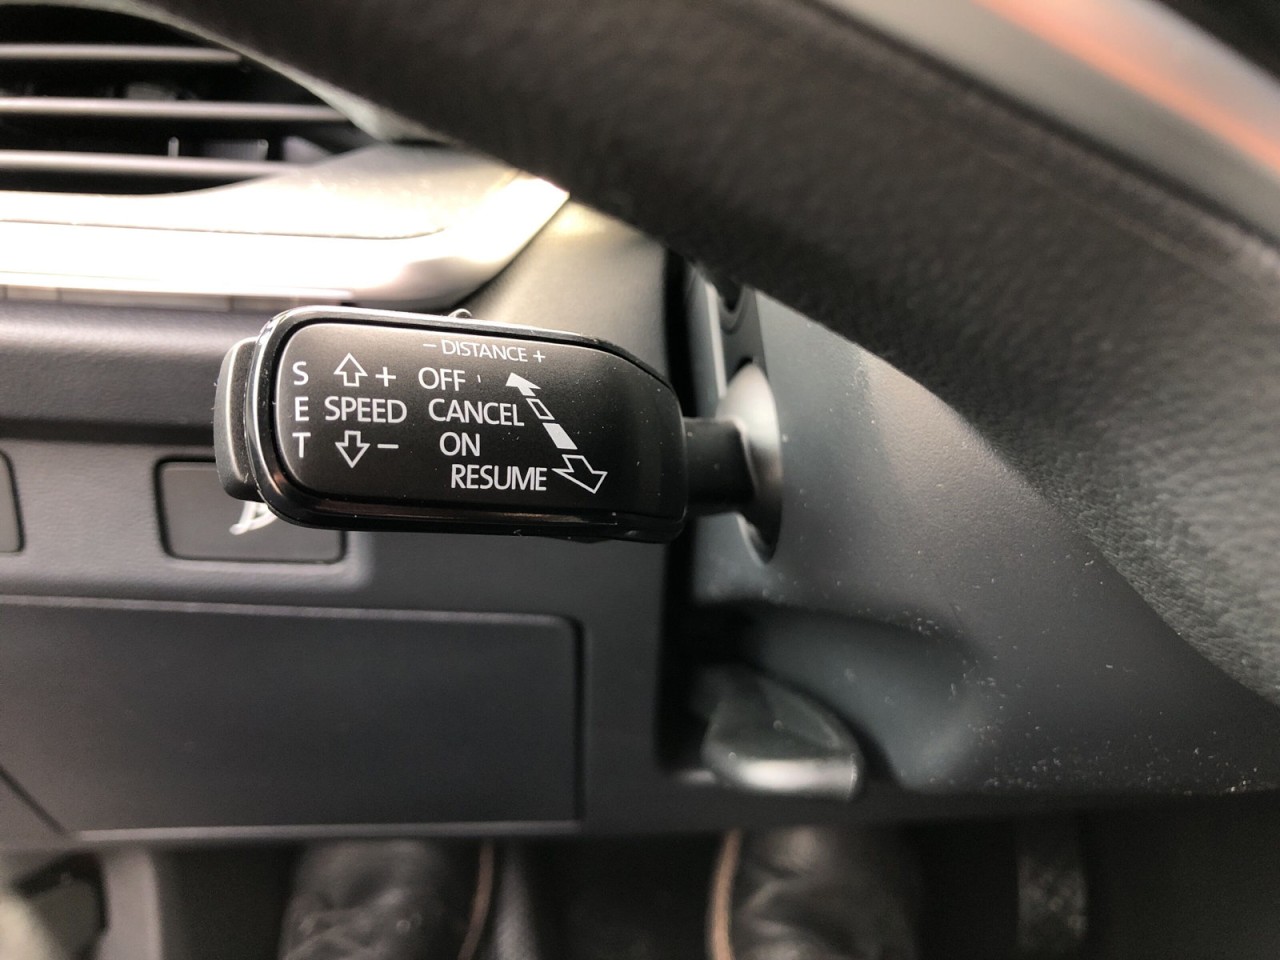 - DISTANCE +
S + OFF
E SPEED CANCEL
T - ON
RESUME